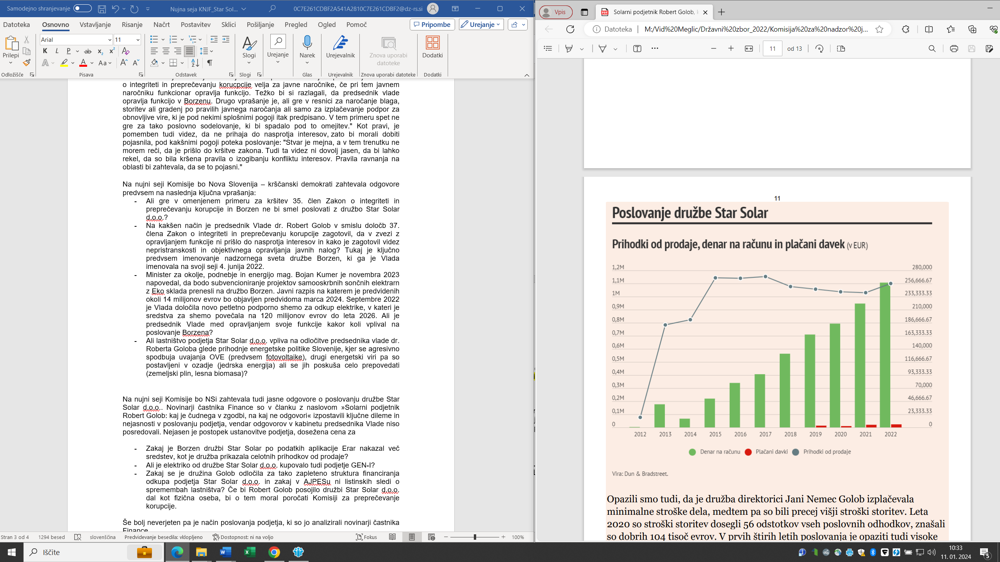 Samodejno shranjevanje
Nujna seja KNJF_Star Sol...
0C7E261CDBF2A541A2810C7E261CDBF2@dz-rs.si
Datoteka Osnovno Vstavljanje Risanje Načrt Postavitev Sklici Pošiljanje Pregled Ogled Pomoč
Pripombe Urejanje
Arial 11
K L P ab x2 x2
A A Aa A A
Prilepi
Slogi
Urejanje
Narek
Urejevalnik
Znova uporabi
datoteke
Dodatki
Odložišče Pisava Odstavek Slogi Glas Urejevalnik Znova uporabi datoteke Dodatki
o integriteti in preprečevanju korucpcije velja za javne naročnike, če pri tem javnem
naročniku funkcionar opravlja funkcijo. Težko bi si razlagali, da predsednik vlade
opravlja funkcijo v Borzenu. Drugo vprašanje je, ali gre v resnici za naročanje blaga,
storitev ali gradenj po pravilih javnega naročanja ali samo za izplačevanje podpor za
obnovljive vire, ki je pod nekimi splošnimi pogoji itak predpisano. V tem primeru spet ne
gre za tako poslovno sodelovanje, ki bi spadalo pod to omejitev." Kot pravi, je
pomemben tudi videz, da ne prihaja do nasprotja interesov, zato bi morali dobiti
pojasnila, pod kakšnimi pogoji poteka poslovanje: "Stvar je mejna, a v tem trenutku ne
morem reči, da je prišlo do kršitve zakona. Tudi ta videz ni dovolj jasen, da bi lahko
rekel, da so bila kršena pravila o izogibanju konfliktu interesov. Pravila ravnanja na
oblasti bi zahtevala, da se to pojasni."
Na nujni seji Komisije bo Nova Slovenija – krščanski demokrati zahtevala odgovore
predvsem na naslednja ključna vprašanja:
- Ali gre v omenjenem primeru za kršitev 35. člen Zakon o integriteti in
preprečevanju korupcije in Borzen ne bi smel poslovati z družbo Star Solar
d.o.o.?
- Na kakšen način je predsednik Vlade dr. Robert Golob v smislu določb 37.
člena Zakon o integriteti in preprečevanju korupcije zagotovil, da v zvezi z
opravljanjem funkcije ni prišlo do nasprotja interesov in kako je zagotovil videz
nepristranskosti in objektivnega opravljanja javnih nalog? Tukaj je ključno
predvsem imenovanje nadzornega sveta družbe Borzen, ki ga je Vlada
imenovala na svoji seji 4. junija 2022.
- Minister za okolje, podnebje in energijo mag. Bojan Kumer je novembra 2023
napovedal, da bodo subvencioniranje projektov samooskrbnih sončnih elektrarn
z Eko sklada prenesli na družbo Borzen. Javni razpis na katerem je predvidenih
okoli 14 milijonov evrov bo objavljen predvidoma marca 2024. Septembre 2022
je Vlada določila novo petletno podporno shemo za odkup elektrike, v kateri je
sredstva za shemo povečala na 120 milijonov evrov do leta 2026. Ali je
predsednik Vlade med opravljanjem svoje funkcije kakor koli vplival na
poslovanje Borzena?
- Ali lastništvo podjetja Star Solar d.o.o. vpliva na odločitve predsednika vlade dr.
Roberta Goloba glede prihodnje energetske politike Slovenije, kjer se agresivno
spodbuja uvajanja OVE (predvsem fotovoltaike), drugi energetski viri pa so
postavljeni v ozadje (jedrska energija) ali se jih poskuša celo prepovedati
(zemeljski plin, lesna biomasa)?
Na nujni seji Komisije bo NSi zahtevala tudi jasne odgovore o poslovanju družbe Star
Solar d.o.o.. Novinarji častnika Finance so v članku z naslovom »Solarni podjetnik
Robert Golob: kaj je čudnega v zgodbi, na kaj ne odgovori« izpostavili ključne dileme in
nejasnosti v poslovanju podjetja, vendar odgovorov v kabinetu predsednika Vlade niso
posredovali. Nejasen je postopek ustanovitve podjetja, dosežena cena za
- Zakaj je Borzen družbi Star Solar po podatkih aplikacije Erar nakazal več
sredstev, kot je družba prikazala celotnih prihodkov od prodaje?
- Ali je elektriko od družbe Star Solar d.o.o. kupovalo tudi podjetje GEN-I?
- Zakaj se je družina Golob odločila za tako zapleteno struktura financiranja
odkupa podjetja Star Solar d.o.o. in zakaj v AJPESu ni listinskih sledi o
spremembah lastništva? Če bi Robert Golob posojilo družbi Star Solar d.o.o.
dal kot fizična oseba, bi o tem moral poročati Komisiji za preprečevanje
korupcije.
Še bolj neverjeten pa je način poslovanja podjetja, ki so jo analizirali novinarji častnika
Finance
Stran 3 od 4 1294 besed slovenščina Predvidevanje besedila: vklopljeno Dostopnost: ni na voljo Fokus 100%
Vpis
Solarni podjetnik Robert Golob, k
Datoteka M:/Vid%20Meglic/Državni%20zbor_2022/Komisija%20za%20nadzor%20j...
11 od 13
11
Poslovanje družbe Star Solar
Prihodki od prodaje, denar na računu in plačani davek (v EUR)
1,2M 280,000
1,1M 256,666.67
1M 233,333.33
0,9M 210,000
0,8M 186,666.67
0,7M 163,333.33
0,6M 140,000
0,5M 116,666.67
0,4M 93,333.33
0,3M 70,000
0,2M 46,666.67
0,1M 23,333.33
0 0
2012 2013 2014 2015 2016 2017 2018 2019 2020 2021 2022
Denar na računu Plačani davki Prihodki od prodaje
Vira: Dun & Bradstreet.
Opazili smo tudi, da je družba direktorici Jani Nemec Golob izplačevala
minimalne stroške dela, medtem pa so bili precej višji stroški storitev. Leta
2020 so stroški storitev dosegli 56 odstotkov vseh poslovnih odhodkov, znašali
so dobrih 104 tisoč evrov. V prvih štirih letih poslovanja je opaziti tudi visoke
Iščite
10:33
11. 01. 2024
5